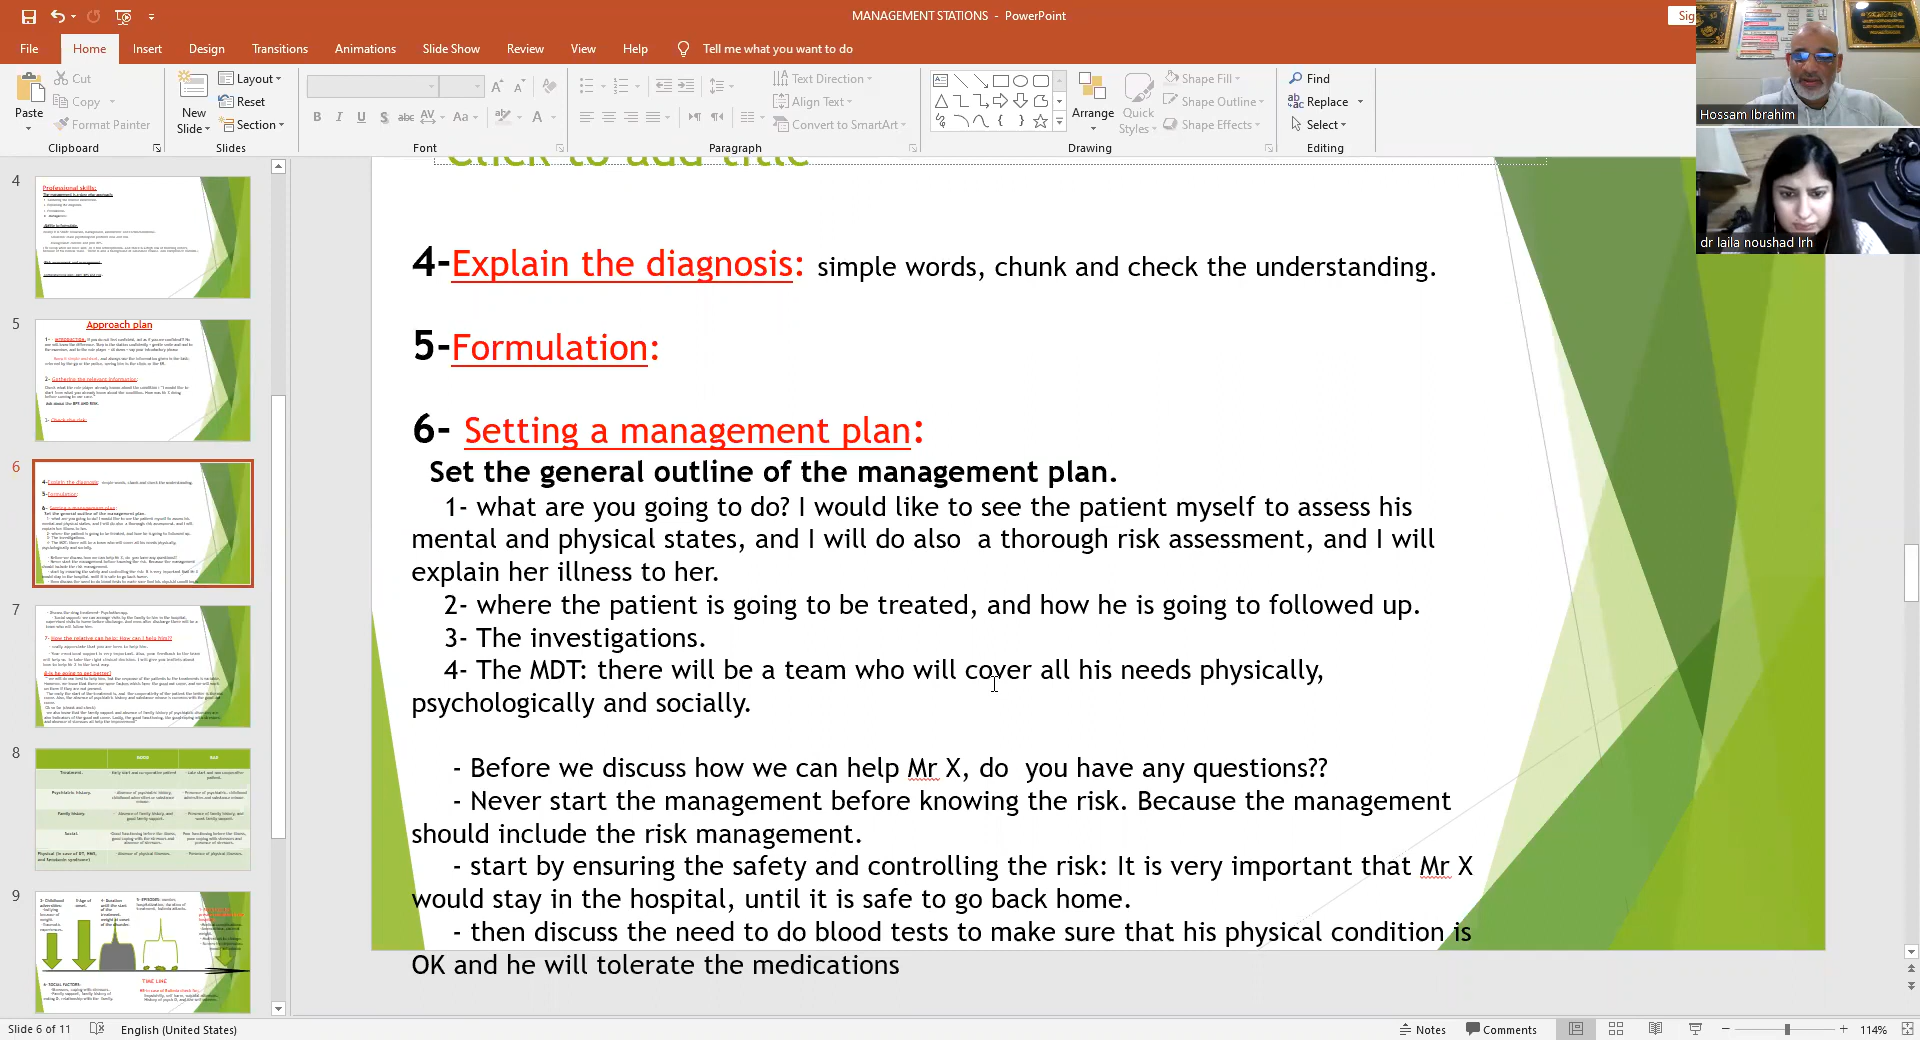 MANAGEMENT STATIONS - PowerPoint
Sig
File Home Insert Design Transitions Animations Slide Show Review View Help Tell me what you want to do
Paste
Cut
Copy
Format Painter
Clipboard
New
Slide
Layout
Reset
Section
Slides
Font
Text Direction
Align Text
Convert to SmartArt
Paragraph
Arrange
Quick
Styles
Shape Fill
Shape Outline
Shape Effects
Drawing
Find
Replace
Select
Editing
Hossam Ibrahim
dr laila noushad lrh
4
Professional skills:
5
Approach plan
6
7
8
9
TIME LINE
Click to add title
4-Explain the diagnosis: simple words, chunk and check the understanding.
5-Formulation:
6- Setting a management plan:
Set the general outline of the management plan.
1- what are you going to do? I would like to see the patient myself to assess his
mental and physical states, and I will do also a thorough risk assessment, and I will
explain her illness to her.
2- where the patient is going to be treated, and how he is going to followed up.
3- The investigations.
4- The MDT: there will be a team who will cover all his needs physically,
psychologically and socially.
- Before we discuss how we can help Mr X, do you have any questions??
- Never start the management before knowing the risk. Because the management
should include the risk management.
- start by ensuring the safety and controlling the risk: It is very important that Mr X
would stay in the hospital, until it is safe to go back home.
- then discuss the need to do blood tests to make sure that his physical condition is
OK and he will tolerate the medications
Slide 6 of 11 English (United States)
Notes Comments 114%